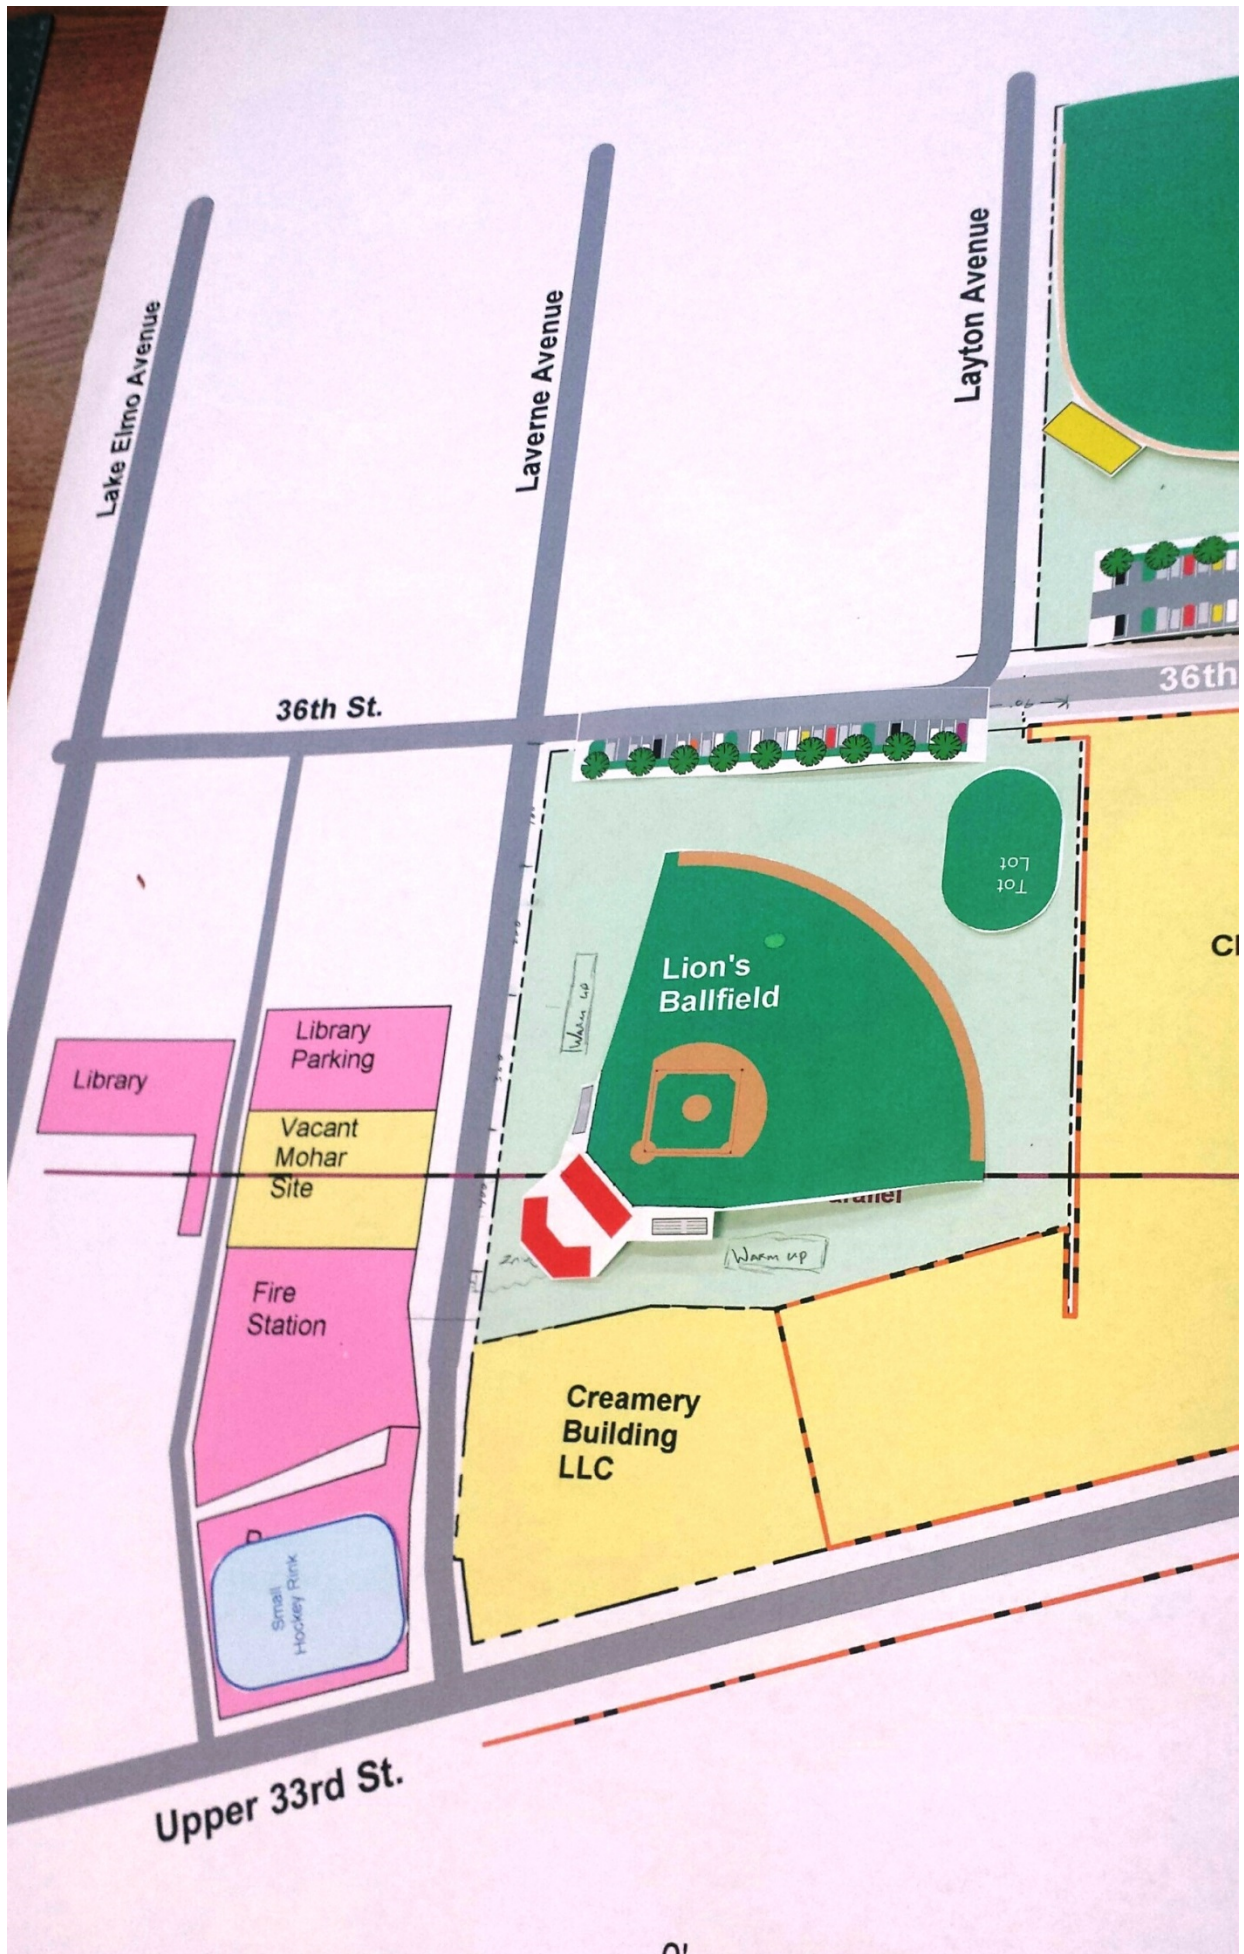 Lake Elmo Avenue
Laverne Avenue
Layton Avenue
36th St.
36th
Tot
Lot
Lion's
Ballfield
Warm up
Library
Library
Parking
Vacant
Mohar
Site
Fire
Station
Warm up
Creamery
Building
LLC
Small
Hockey Rink
Upper 33rd St.